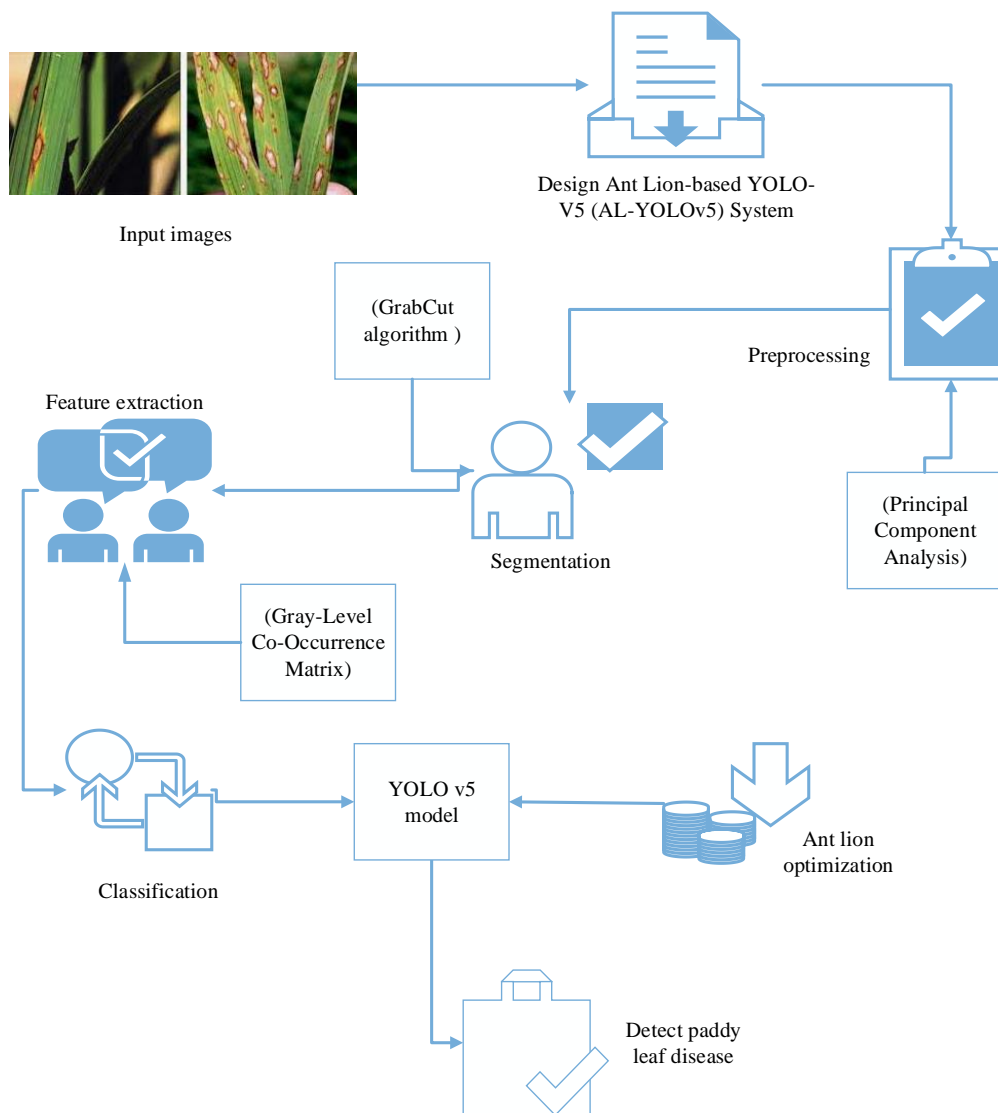 Input images
Design Ant Lion-based YOLO-
V5 (AL-YOLOv5) System
(GrabCut
algorithm )
Preprocessing
Feature extraction
Segmentation
(Principal
Component
Analysis)
(Gray-Level
Co-Occurrence
Matrix)
YOLO v5
model
Ant lion
optimization
Classification
Detect paddy
leaf disease